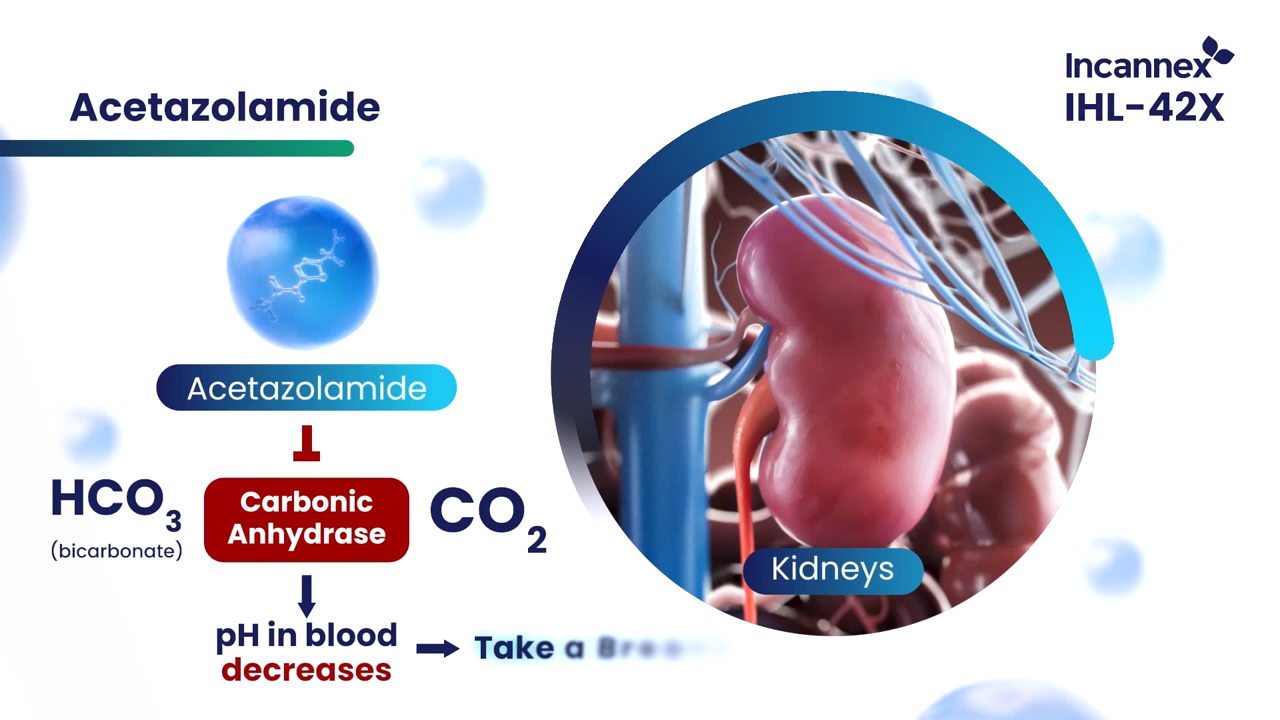 Incannex
IHL-42X
Acetazolamide
Acetazolamide
HCO3
(bicarbonate)
Carbonic
Anhydrase
CO2
pH in blood
decreases
Take a
Kidneys